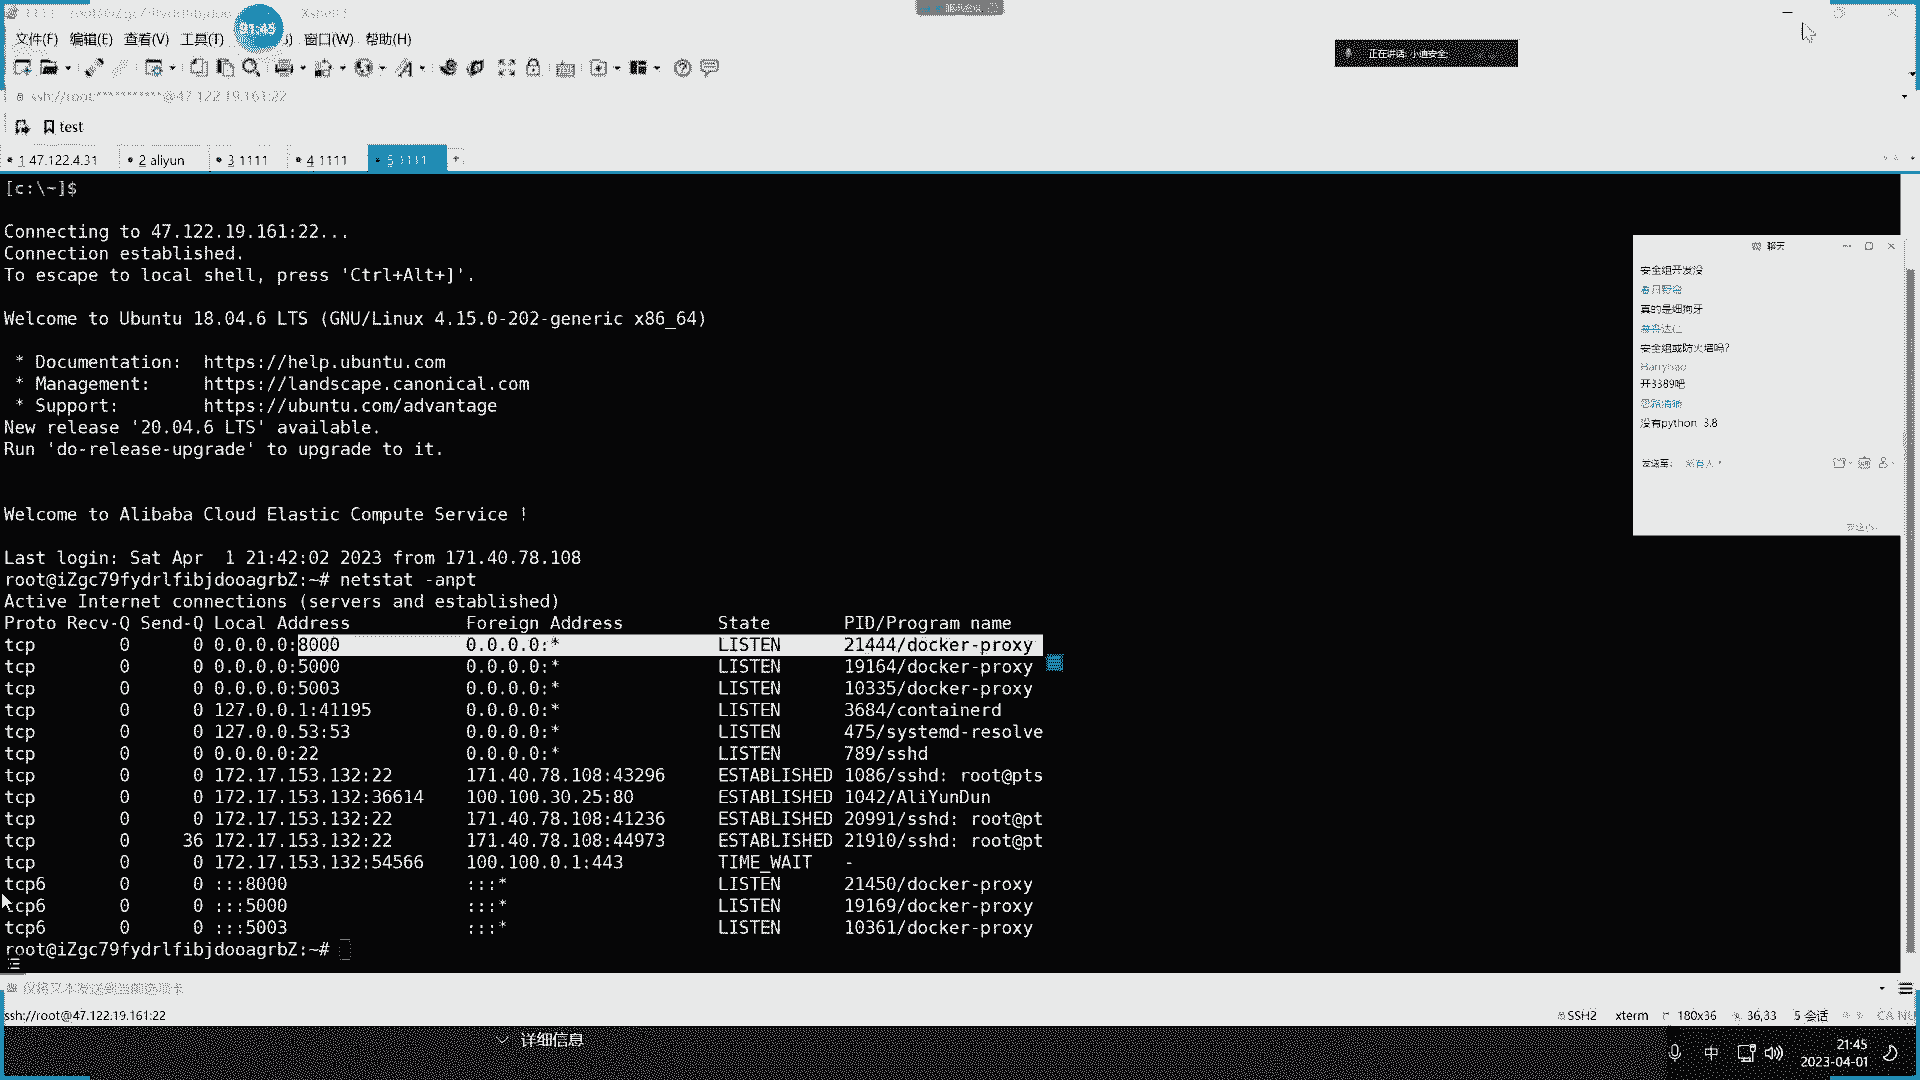 文件(F) 编辑(E) 查看(V) 工具(T) 窗口(W) 帮助(H)
01:45
正在讲话: 小迪安全
ssh://root************@47.122.19.161:22
test
1 47.122.4.31 2 aliyun 3 1111 4 1111 5 1111 +
[c:\~]$
Connecting to 47.122.19.161:22...
Connection established.
To escape to local shell, press 'Ctrl+Alt+]'.
Welcome to Ubuntu 18.04.6 LTS (GNU/Linux 4.15.0-202-generic x86_64)
* Documentation: https://help.ubuntu.com
* Management: https://landscape.canonical.com
* Support: https://ubuntu.com/advantage
New release '20.04.6 LTS' available.
Run 'do-release-upgrade' to upgrade to it.
Welcome to Alibaba Cloud Elastic Compute Service !
Last login: Sat Apr 1 21:42:02 2023 from 171.40.78.108
root@iZgc79fydrlfibjdooagrbZ:~# netstat -anpt
Active Internet connections (servers and established)
Proto Recv-Q Send-Q Local Address Foreign Address State PID/Program name
tcp 0 0 0.0.0.0:8000 0.0.0.0:* LISTEN 21444/docker-proxy
tcp 0 0 0.0.0.0:5000 0.0.0.0:* LISTEN 19164/docker-proxy
tcp 0 0 0.0.0.0:5003 0.0.0.0:* LISTEN 10335/docker-proxy
tcp 0 0 127.0.0.1:41195 0.0.0.0:* LISTEN 3684/containerd
tcp 0 0 127.0.0.53:53 0.0.0.0:* LISTEN 475/systemd-resolve
tcp 0 0 0.0.0.0:22 0.0.0.0:* LISTEN 789/sshd
tcp 0 0 172.17.153.132:22 171.40.78.108:43296 ESTABLISHED 1086/sshd: root@pts
tcp 0 0 172.17.153.132:36614 100.100.30.25:80 ESTABLISHED 1042/AliYunDun
tcp 0 0 172.17.153.132:22 171.40.78.108:41236 ESTABLISHED 20991/sshd: root@pt
tcp 0 36 172.17.153.132:22 171.40.78.108:44973 ESTABLISHED 21910/sshd: root@pt
tcp 0 0 172.17.153.132:54566 100.100.0.1:443 TIME_WAIT -
tcp6 0 0 :::8000 :::* LISTEN 21450/docker-proxy
tcp6 0 0 :::5000 :::* LISTEN 19169/docker-proxy
tcp6 0 0 :::5003 :::* LISTEN 10361/docker-proxy
root@iZgc79fydrlfibjdooagrbZ:~#
聊天
安全组开发没
真的是细狗牙
安全组或防火墙吗?
开3389吧
没有python 3.8
发送至: 所有人
仅将文本发送到当前选项卡
ssh://root@47.122.19.161:22
SSH2 xterm 180x36 36,33 5 会话
详细信息
中
21:45
2023-04-01